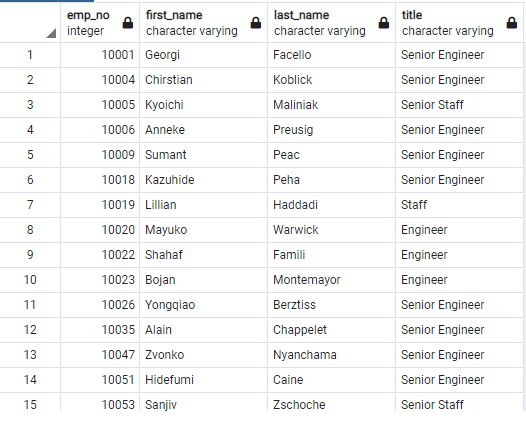 emp_no first_name last_name title
integer character varying character varying character varying
1 10001 Georgi Facello Senior Engineer
2 10004 Chirstian Koblick Senior Engineer
3 10005 Kyoichi Maliniak Senior Staff
4 10006 Anneke Preusig Senior Engineer
5 10009 Sumant Peac Senior Engineer
6 10018 Kazuhide Peha Senior Engineer
7 10019 Lillian Haddadi Staff
8 10020 Mayuko Warwick Engineer
9 10022 Shahaf Famili Engineer
10 10023 Bojan Montemayor Engineer
11 10026 Yongqiao Berztiss Senior Engineer
12 10035 Alain Chappelet Senior Engineer
13 10047 Zvonko Nyanchama Senior Engineer
14 10051 Hidefumi Caine Senior Engineer
15 10053 Sanjiv Zschoche Senior Staff